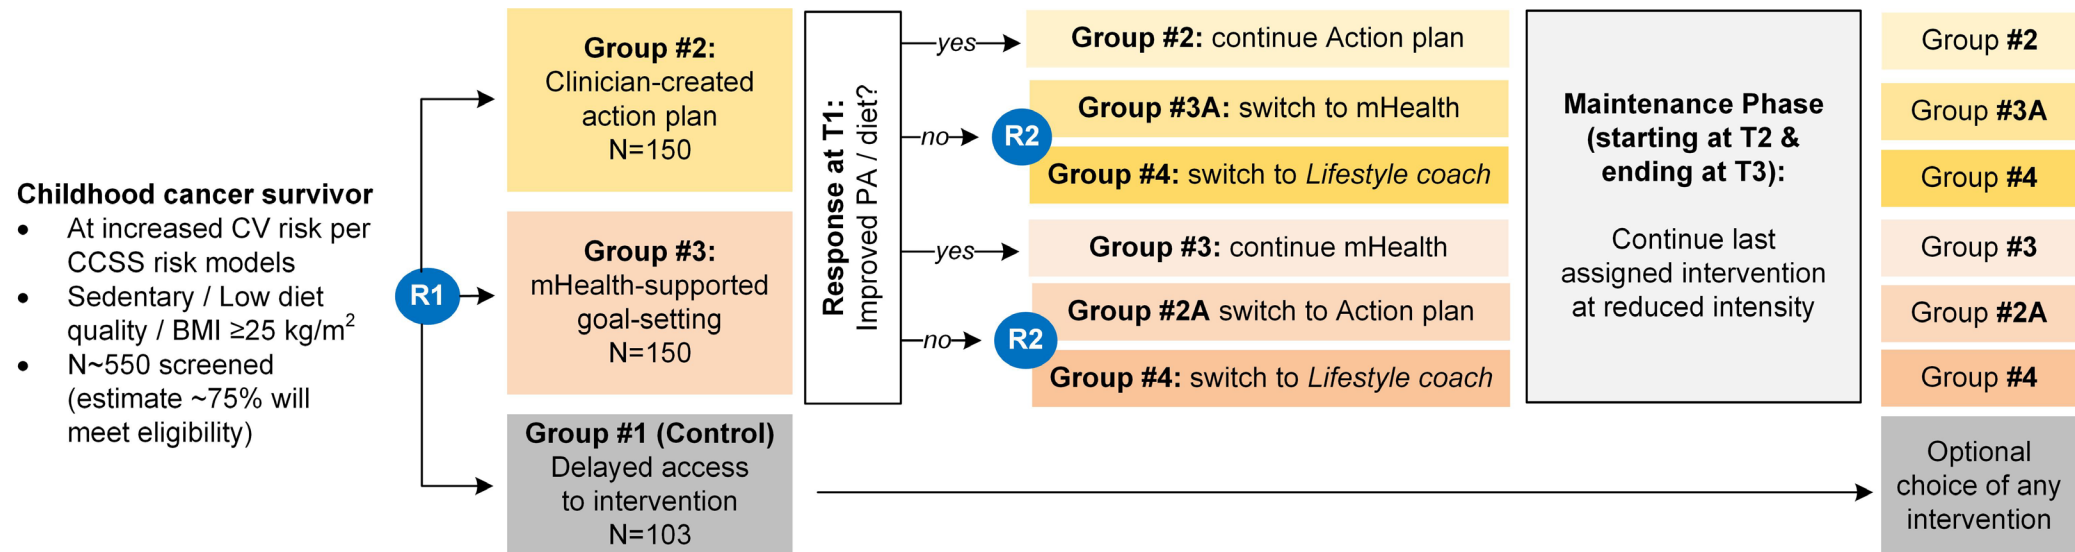 Childhood cancer survivor
• At increased CV risk per
CCSS risk models
• Sedentary / Low diet
quality / BMI ≥25 kg/m²
• N~550 screened
(estimate ~75% will
meet eligibility)
R1
Group #2:
Clinician-created
action plan
N=150
Group #3:
mHealth-supported
goal-setting
N=150
Group #1 (Control)
Delayed access
to intervention
N=103
Response at T1:
Improved PA / diet?
yes
no
R2
yes
no
R2
Group #2: continue Action plan
Group #3A: switch to mHealth
Group #4: switch to Lifestyle coach
Group #3: continue mHealth
Group #2A switch to Action plan
Group #4: switch to Lifestyle coach
Maintenance Phase
(starting at T2 &
ending at T3):
Continue last
assigned intervention
at reduced intensity
Group #2
Group #3A
Group #4
Group #3
Group #2A
Group #4
Optional
choice of any
intervention